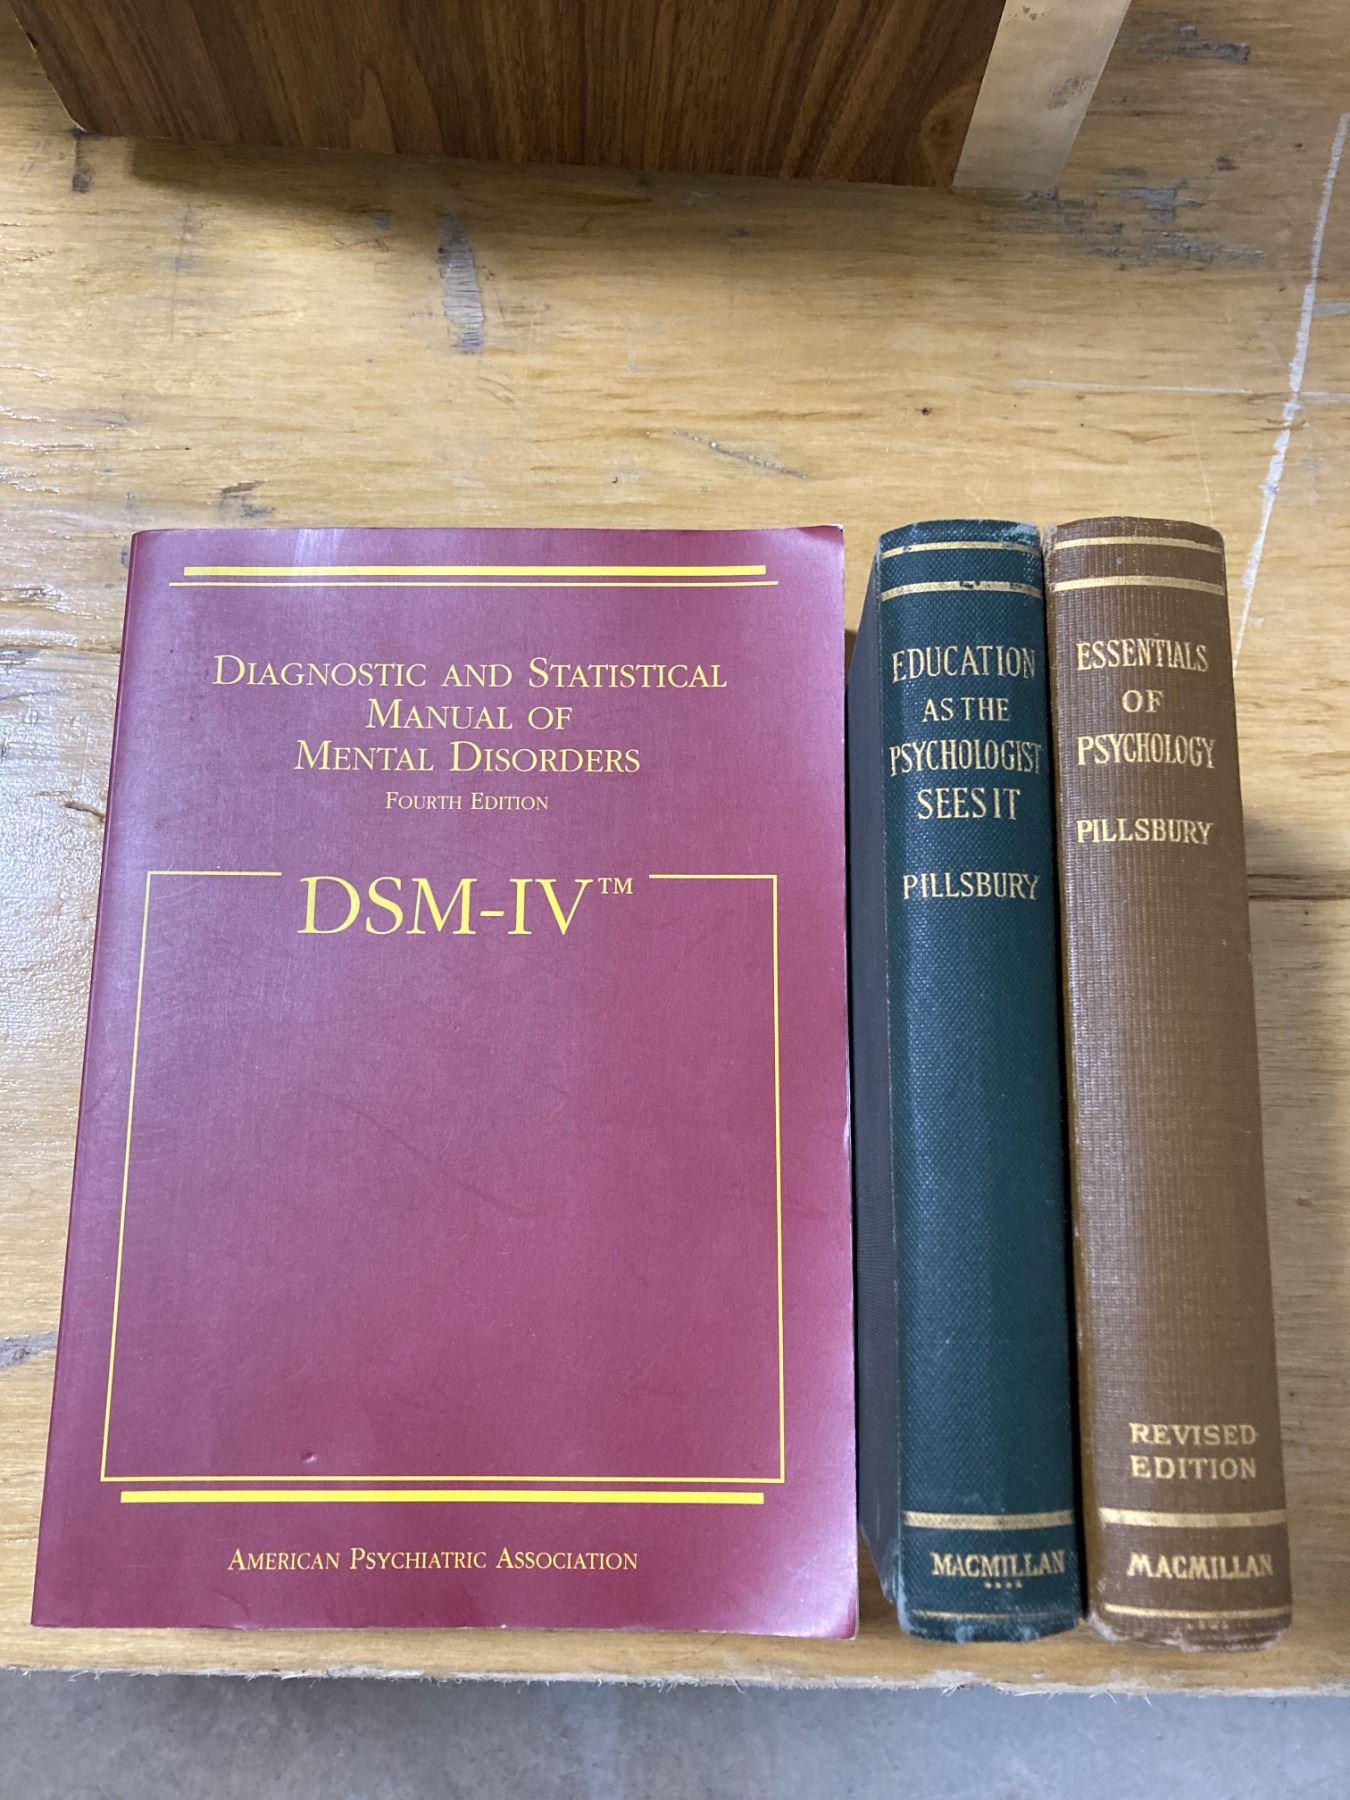 DIAGNOSTIC AND STATISTICAL
MANUAL OF
MENTAL DISORDERS
FOURTH EDITION
DSM-IV™
AMERICAN PSYCHIATRIC ASSOCIATION
EDUCATION
AS THE
PSYCHOLOGIST
SEES IT
PILLSBURY
MACMILLAN
ESSENTIALS
OF
PSYCHOLOGY
PILLSBURY
REVISED
EDITION
MACMILLAN